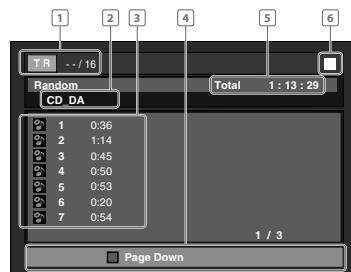 1 2 3 4 5 6
TR --/16
Random Total 1:13:29
CD_DA
1 0:36
2 1:14
3 0:45
4 0:50
5 0:53
6 0:20
7 0:54
1 / 3
Page Down